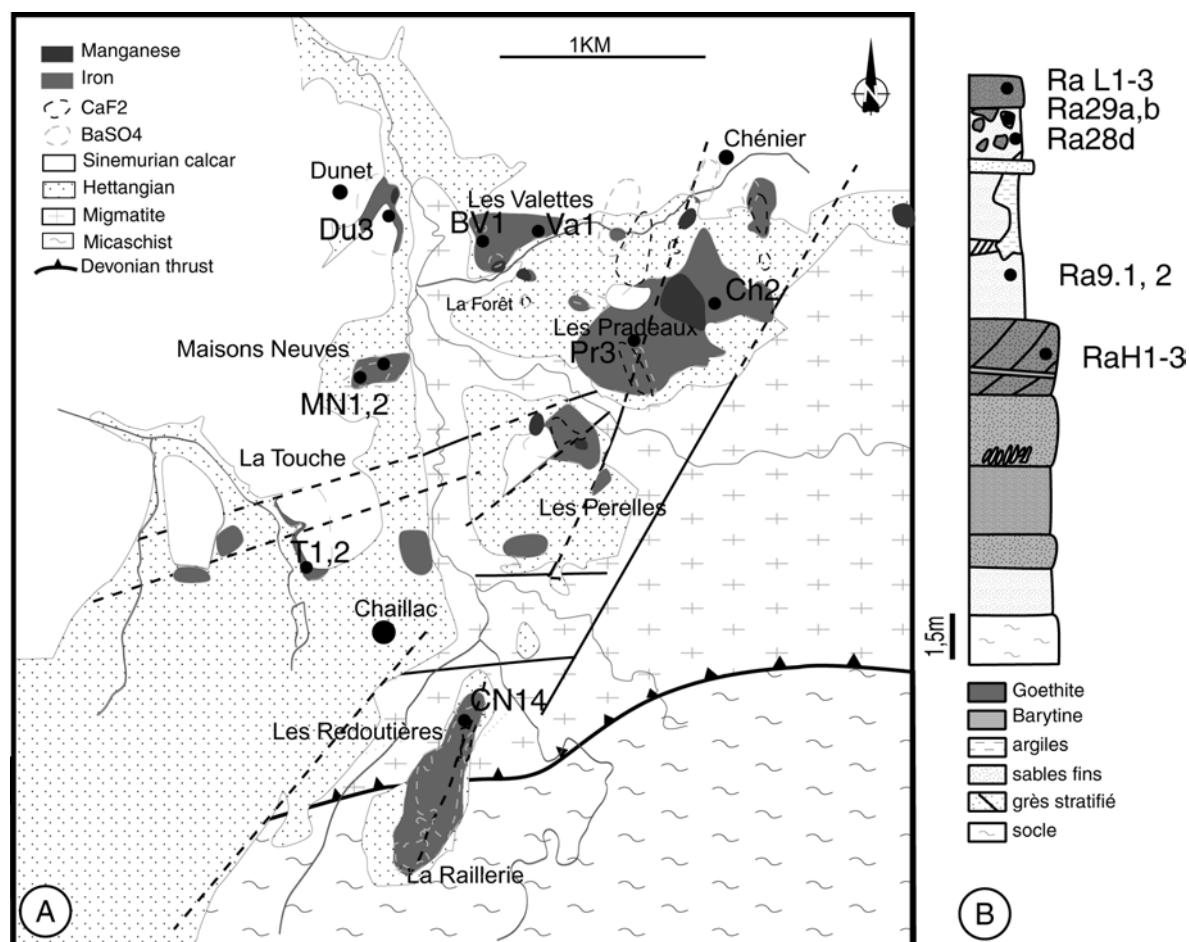 Manganese
Iron
CaF2
BaSO4
Sinemurian calcar
Hettangian
Migmatite
Micaschist
Devonian thrust
1KM
N
Chénier
Dunet
Les Valettes
Du3
BV1
Va1
La Forêt
Ch2
Les Pradeaux
Pr3
Maisons Neuves
MN1,2
La Touche
Les Perelles
T1,2
Chaillac
CN14
Les Redoutières
La Raillerie
A
Ra L1-3
Ra29a,b
Ra28d
Ra9.1, 2
RaH1-3
1,5m
Goethite
Barytine
argiles
sables fins
grès stratifié
socle
B